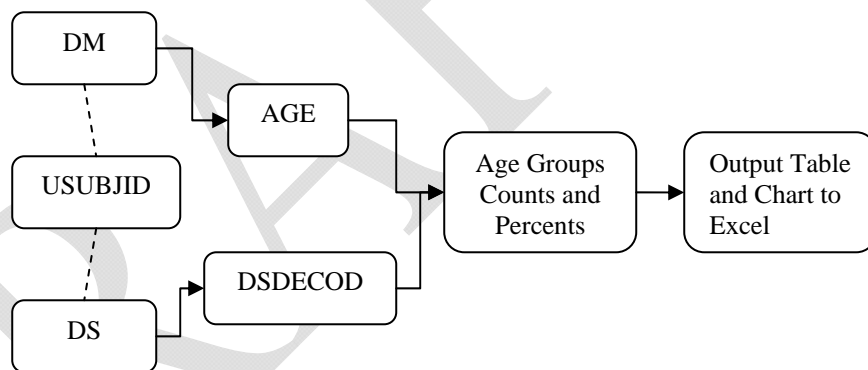 DM
AGE
USUBJID
Age Groups
Counts and
Percents
Output Table
and Chart to
Excel
DSDECOD
DS